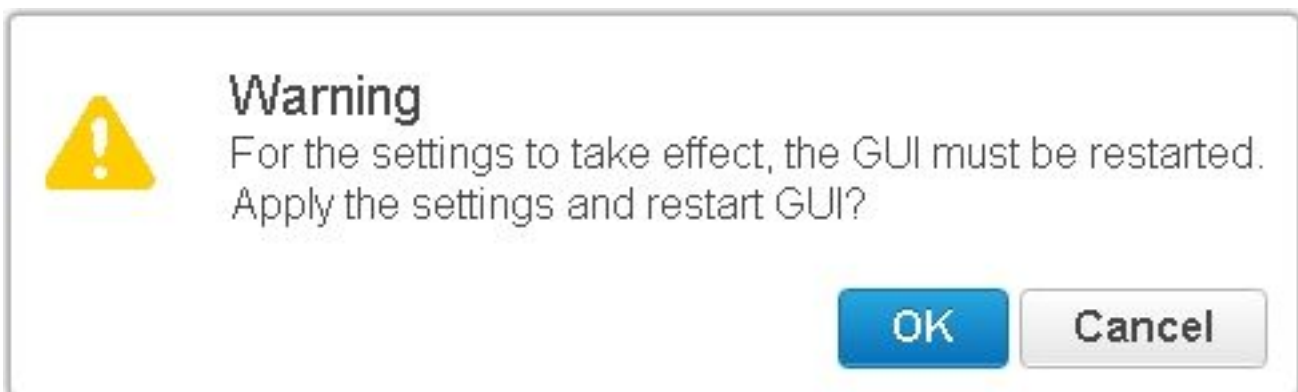 Warning
For the settings to take effect, the GUI must be restarted.
Apply the settings and restart GUI?
OK Cancel